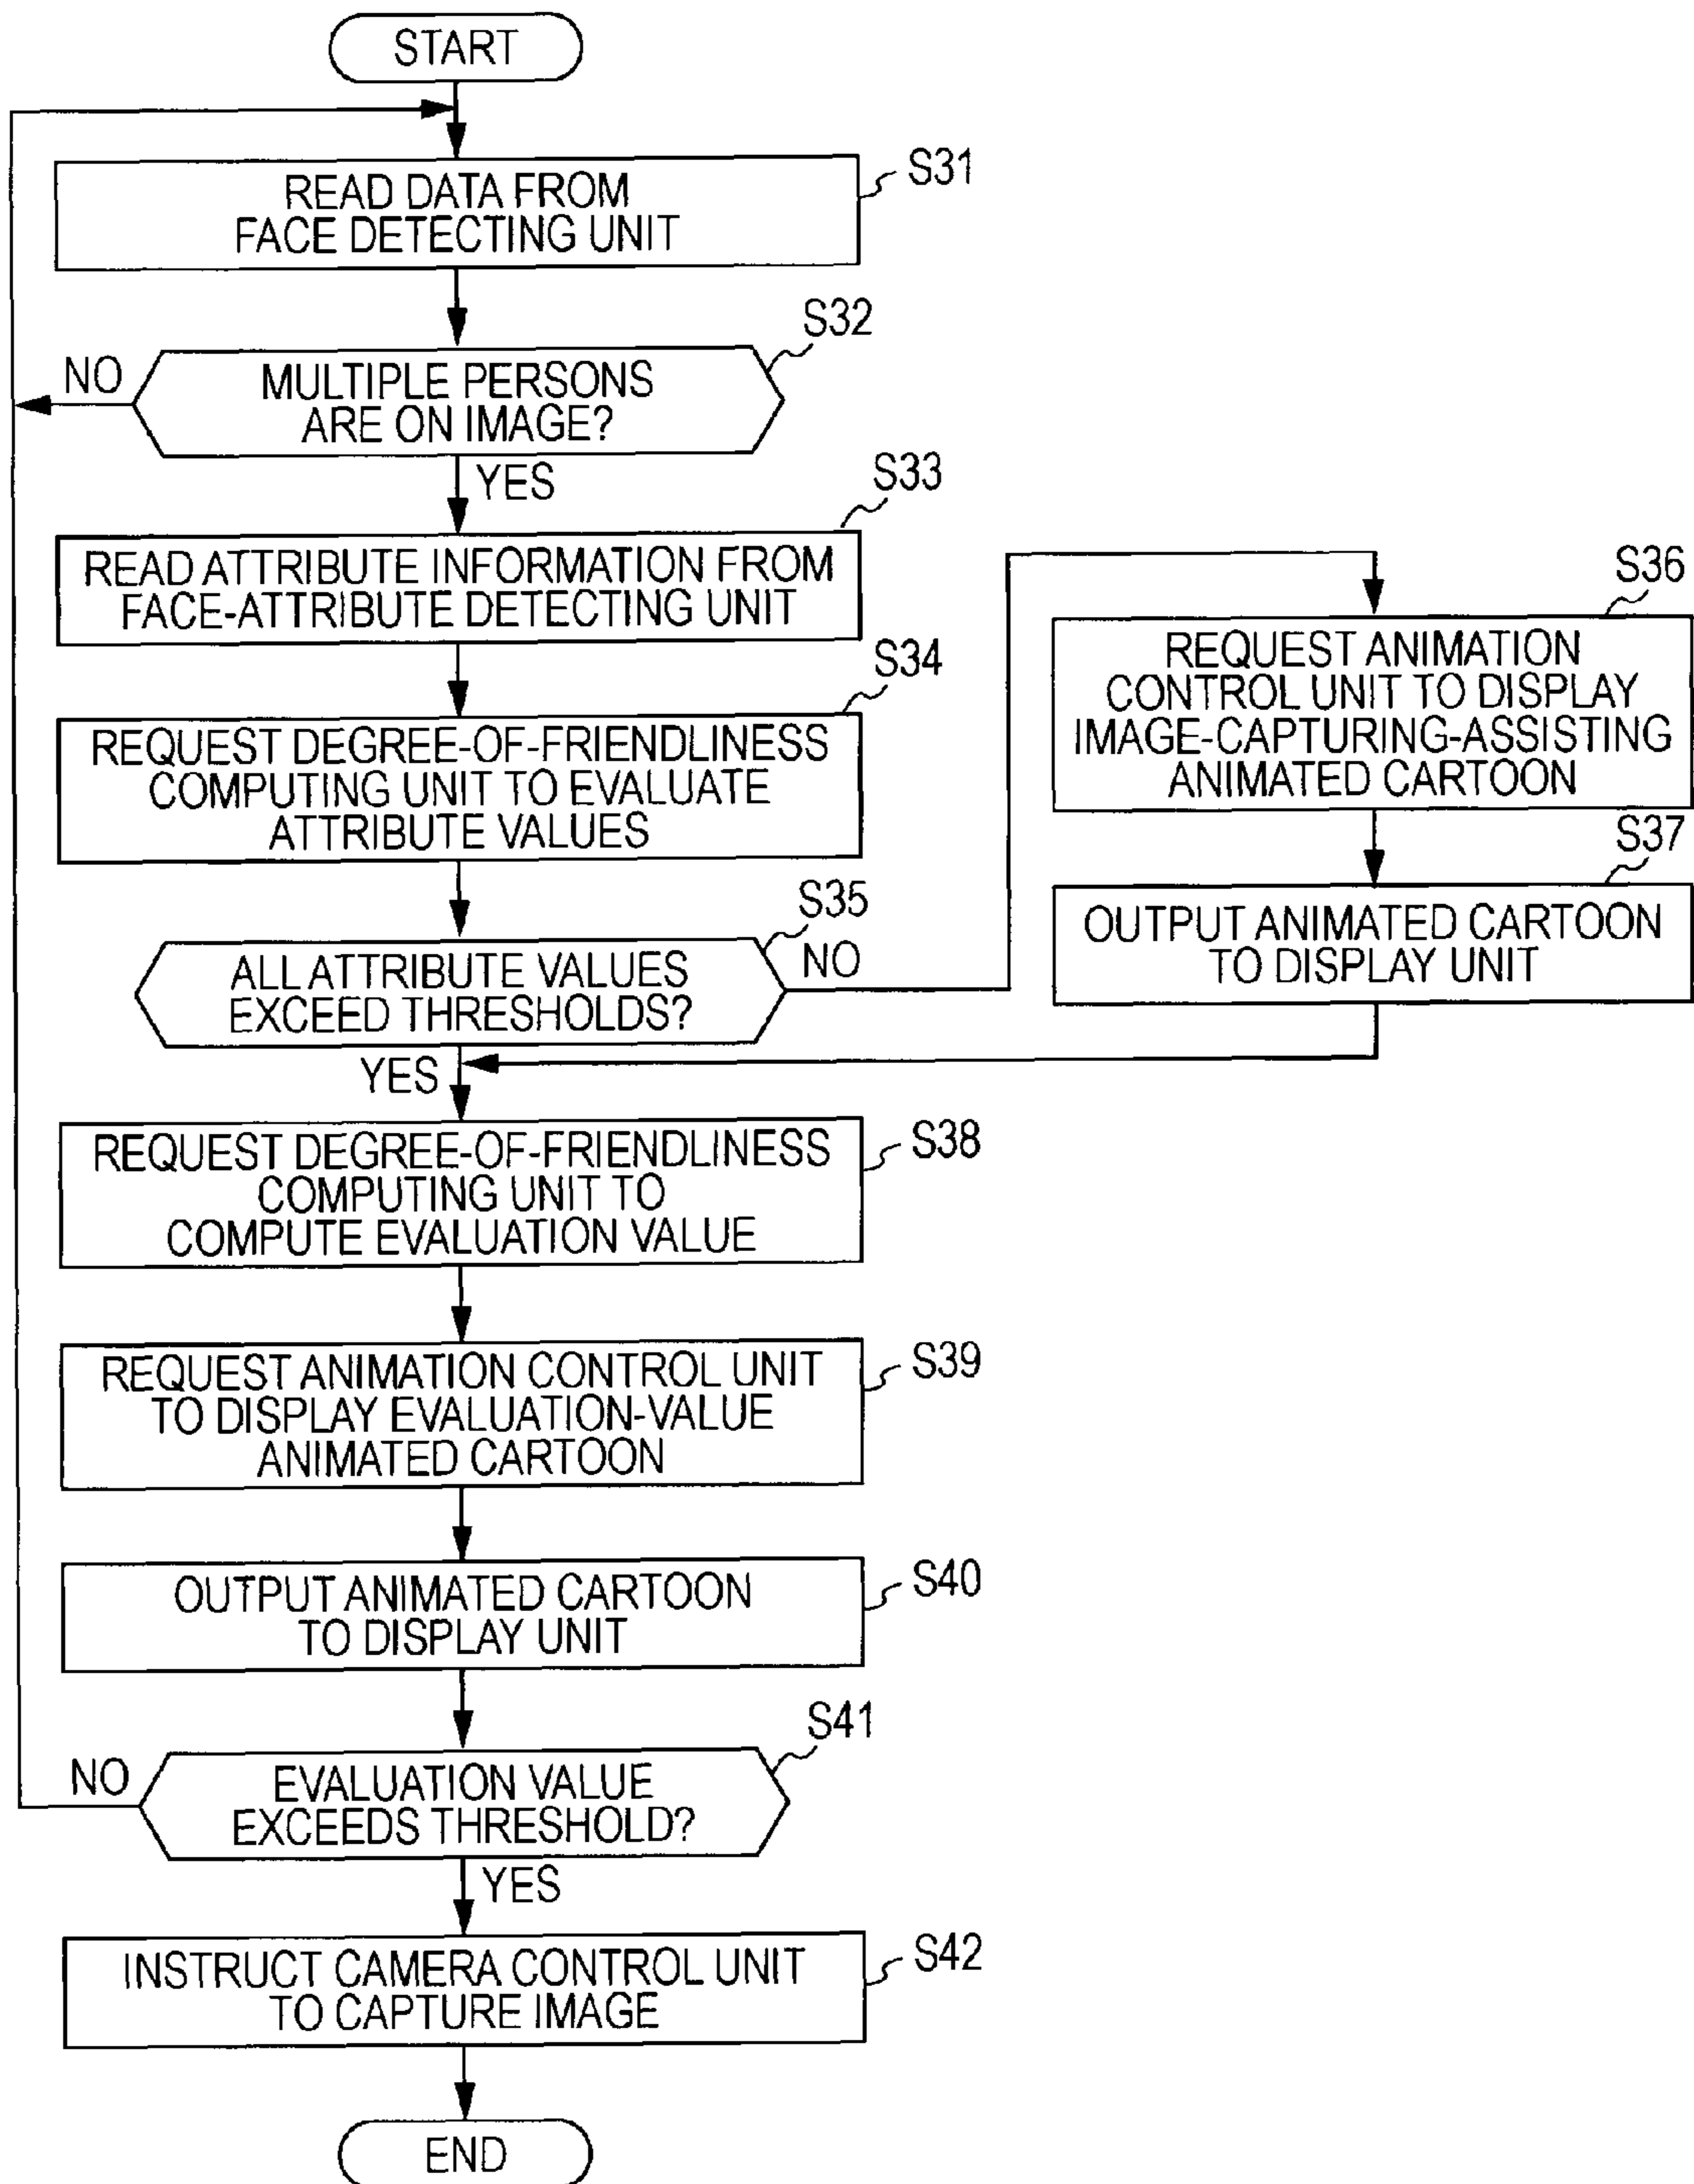 START
READ DATA FROM
FACE DETECTING UNIT
S31
MULTIPLE PERSONS
ARE ON IMAGE?
S32
NO
YES
READ ATTRIBUTE INFORMATION FROM
FACE-ATTRIBUTE DETECTING UNIT
S33
REQUEST DEGREE-OF-FRIENDLINESS
COMPUTING UNIT TO EVALUATE
ATTRIBUTE VALUES
S34
ALL ATTRIBUTE VALUES
EXCEED THRESHOLDS?
S35
NO
YES
REQUEST ANIMATION
CONTROL UNIT TO DISPLAY
IMAGE-CAPTURING-ASSISTING
ANIMATED CARTOON
S36
OUTPUT ANIMATED CARTOON
TO DISPLAY UNIT
S37
REQUEST DEGREE-OF-FRIENDLINESS
COMPUTING UNIT TO
COMPUTE EVALUATION VALUE
S38
REQUEST ANIMATION CONTROL UNIT
TO DISPLAY EVALUATION-VALUE
ANIMATED CARTOON
S39
OUTPUT ANIMATED CARTOON
TO DISPLAY UNIT
S40
EVALUATION VALUE
EXCEEDS THRESHOLD?
S41
NO
YES
INSTRUCT CAMERA CONTROL UNIT
TO CAPTURE IMAGE
S42
END